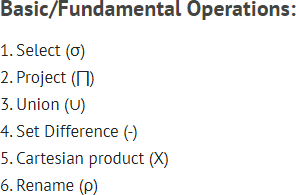 Basic/Fundamental Operations:
1. Select (σ)
2. Project (∏)
3. Union (∪)
4. Set Difference (-)
5. Cartesian product (X)
6. Rename (ρ)